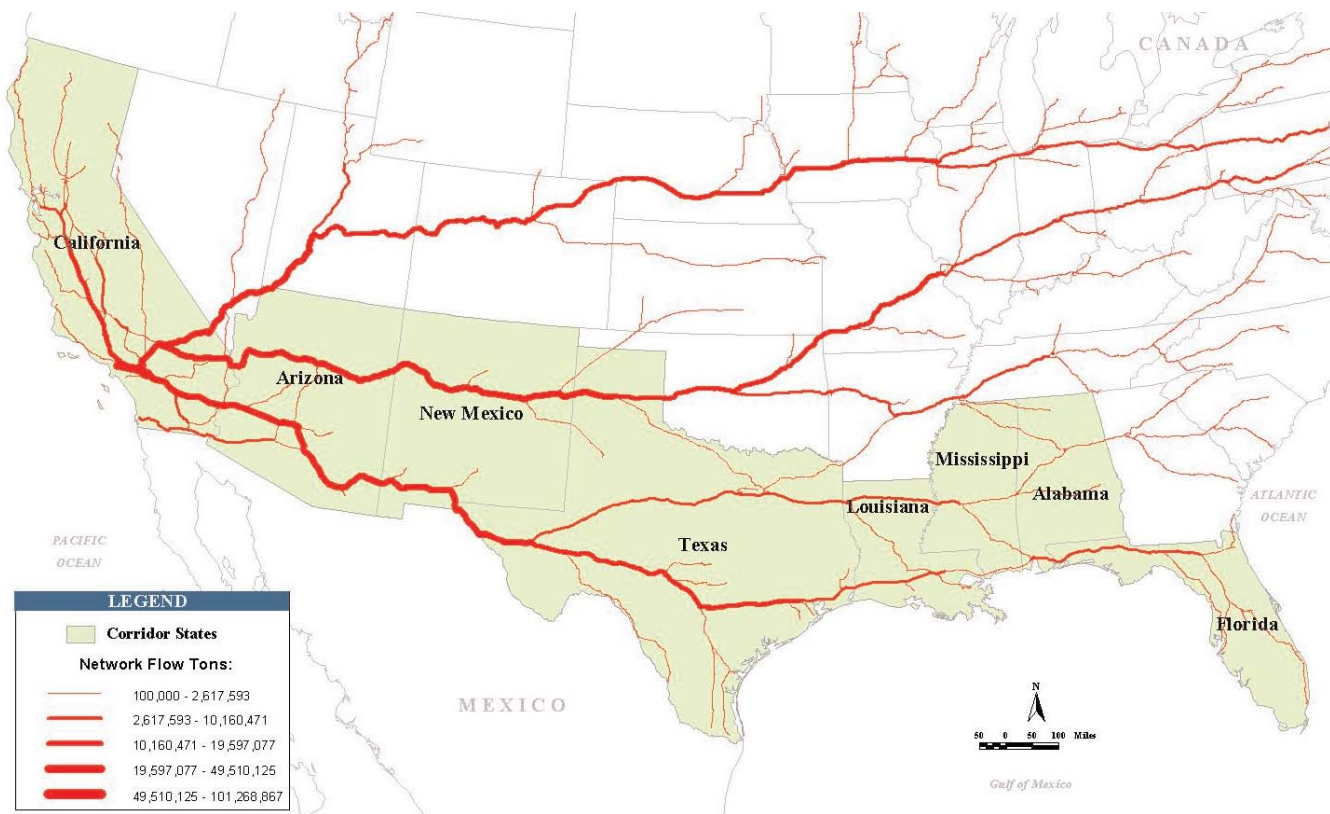 CANADA
California
Arizona
New Mexico
Mississippi
Alabama
Louisiana
Texas
ATLANTIC
OCEAN
PACIFIC
OCEAN
Florida
MEXICO
N
50 0 50 100 Miles
Gulf of Mexico
LEGEND
Corridor States
Network Flow Tons:
100,000 - 2,617,593
2,617,593 - 10,160,471
10,160,471 - 19,597,077
19,597,077 - 49,510,125
49,510,125 - 101,268,867